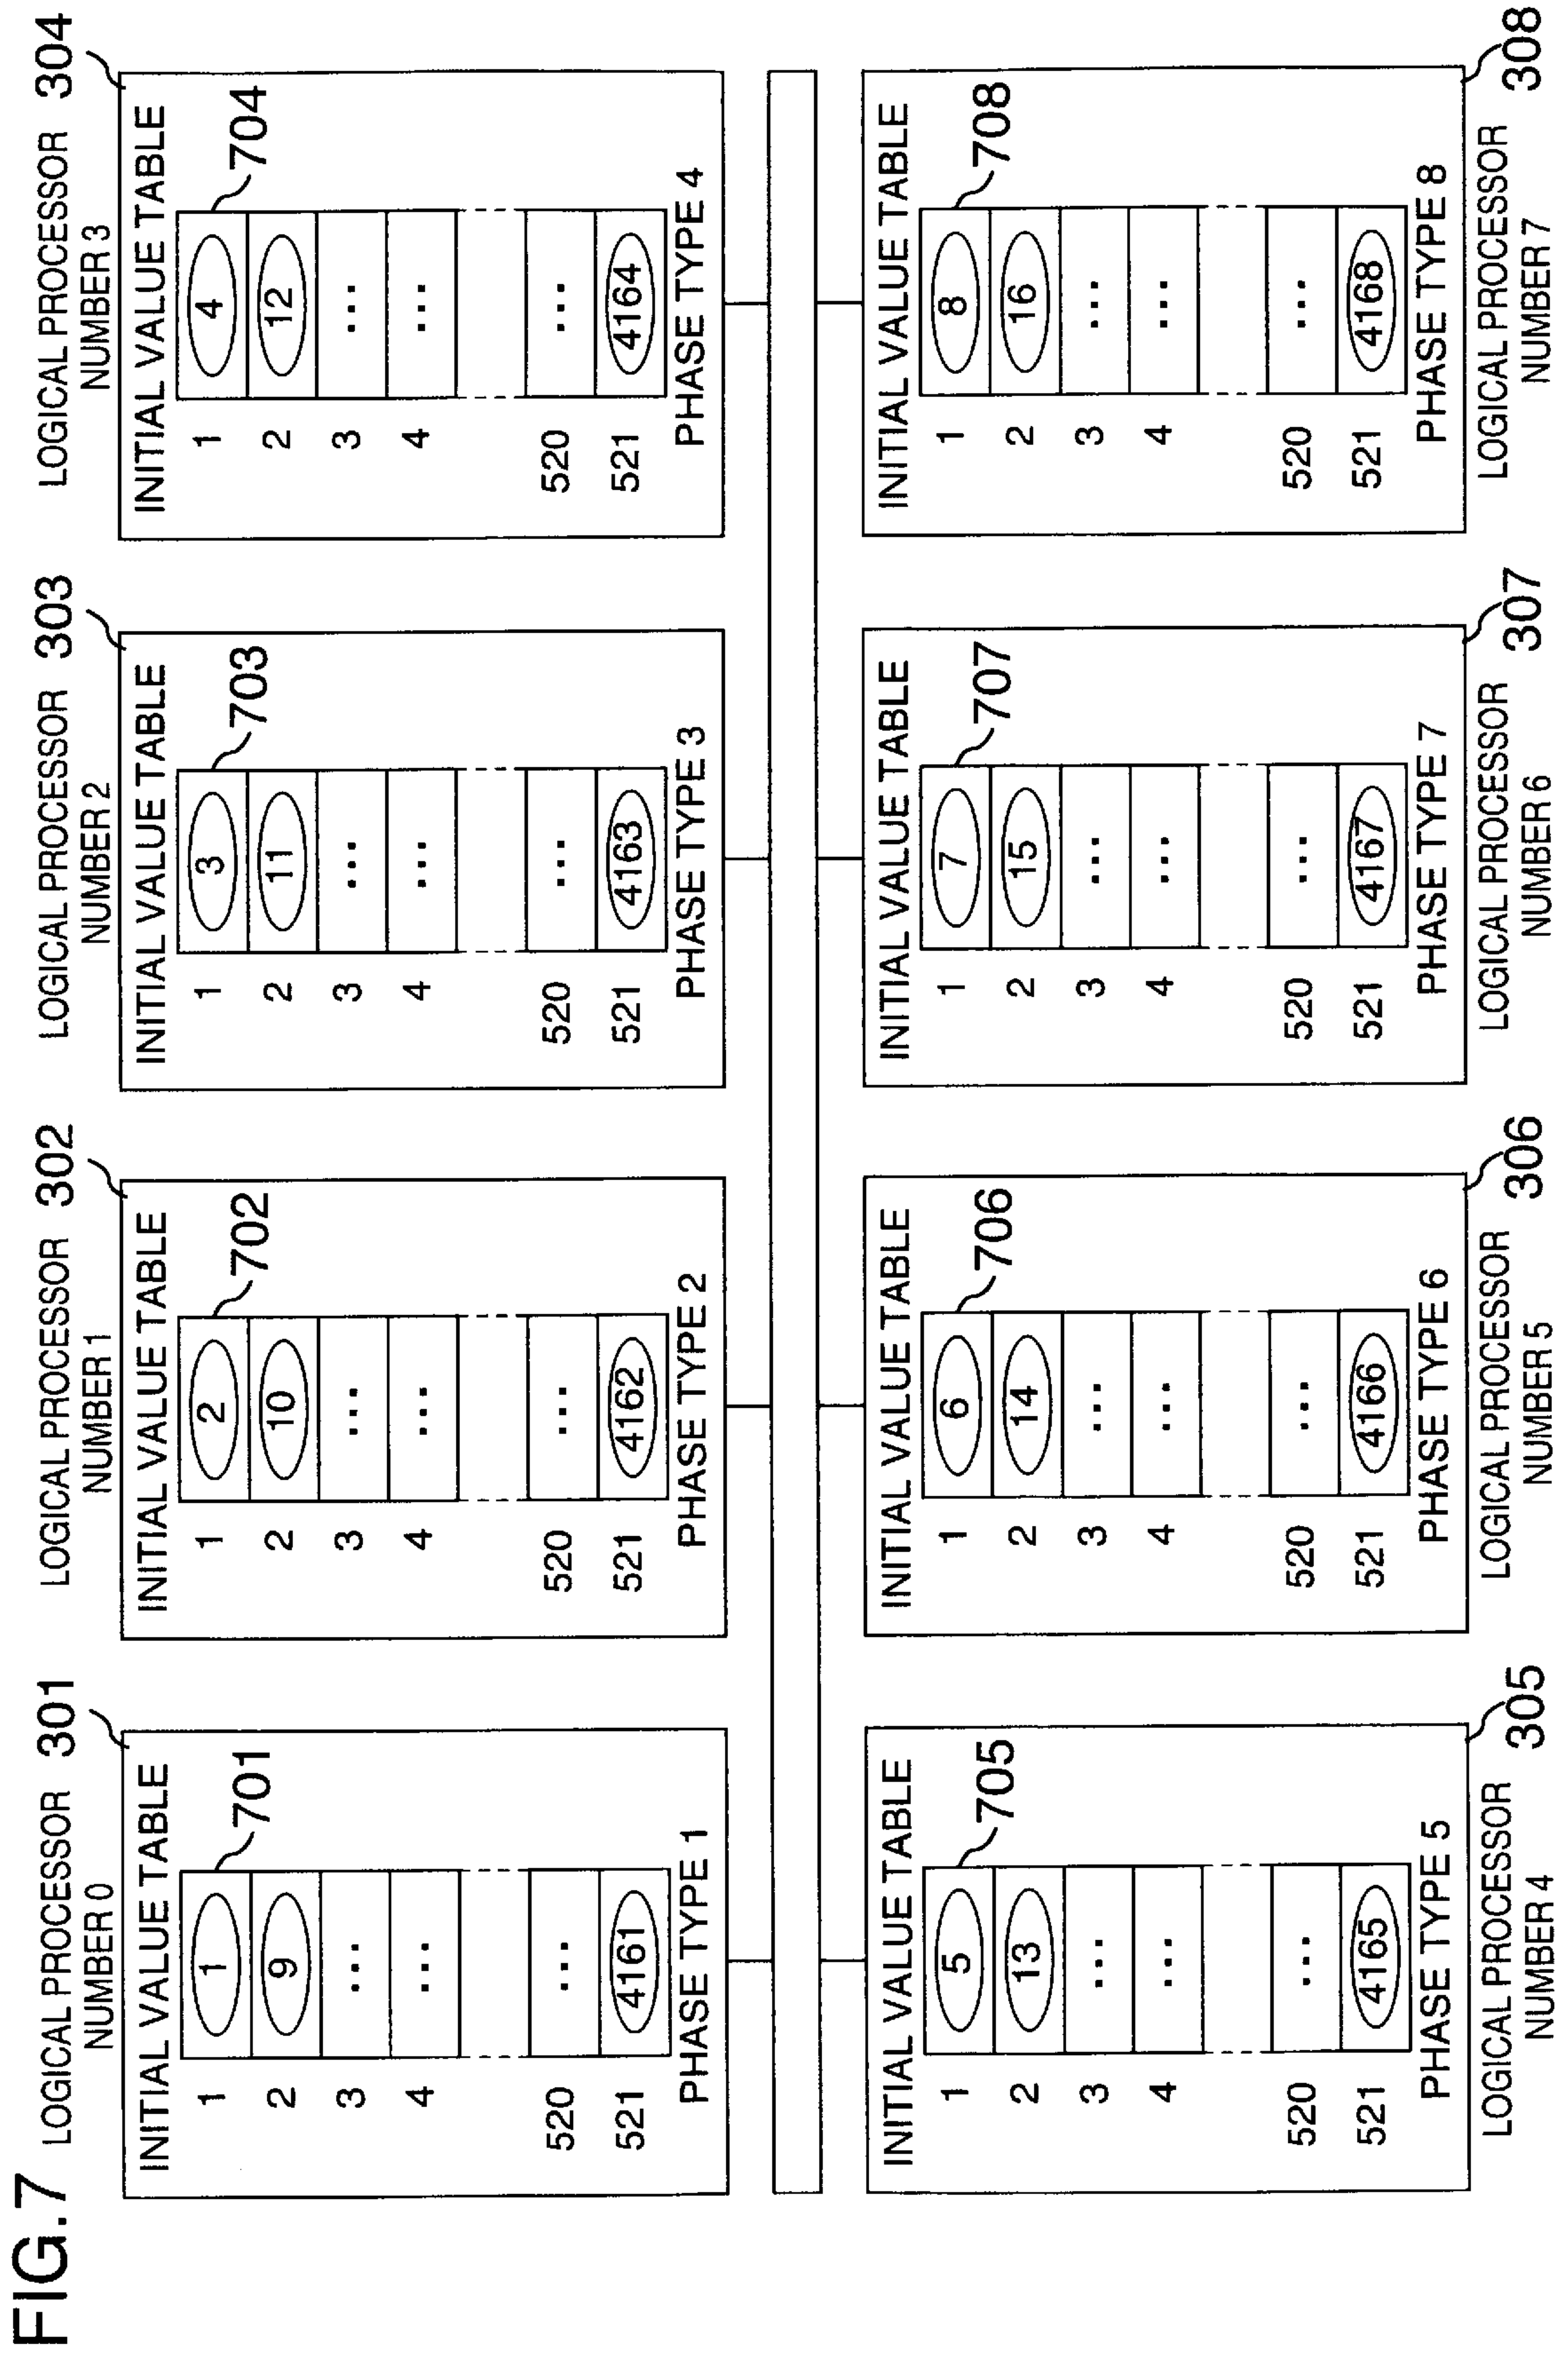 FIG.7
LOGICAL PROCESSOR
NUMBER 0
301
INITIAL VALUE TABLE
701
1 1
2 9
3 ...
4 ...
520 ...
521 4161
PHASE TYPE 1
LOGICAL PROCESSOR
NUMBER 1
302
INITIAL VALUE TABLE
702
1 2
2 10
3 ...
4 ...
520 ...
521 4162
PHASE TYPE 2
LOGICAL PROCESSOR
NUMBER 2
303
INITIAL VALUE TABLE
703
1 3
2 11
3 ...
4 ...
520 ...
521 4163
PHASE TYPE 3
LOGICAL PROCESSOR
NUMBER 3
304
INITIAL VALUE TABLE
704
1 4
2 12
3 ...
4 ...
520 ...
521 4164
PHASE TYPE 4
INITIAL VALUE TABLE
705
1 5
2 13
3 ...
4 ...
520 ...
521 4165
PHASE TYPE 5
305
LOGICAL PROCESSOR
NUMBER 4
INITIAL VALUE TABLE
706
1 6
2 14
3 ...
4 ...
520 ...
521 4166
PHASE TYPE 6
306
LOGICAL PROCESSOR
NUMBER 5
INITIAL VALUE TABLE
707
1 7
2 15
3 ...
4 ...
520 ...
521 4167
PHASE TYPE 7
307
LOGICAL PROCESSOR
NUMBER 6
INITIAL VALUE TABLE
708
1 8
2 16
3 ...
4 ...
520 ...
521 4168
PHASE TYPE 8
308
LOGICAL PROCESSOR
NUMBER 7